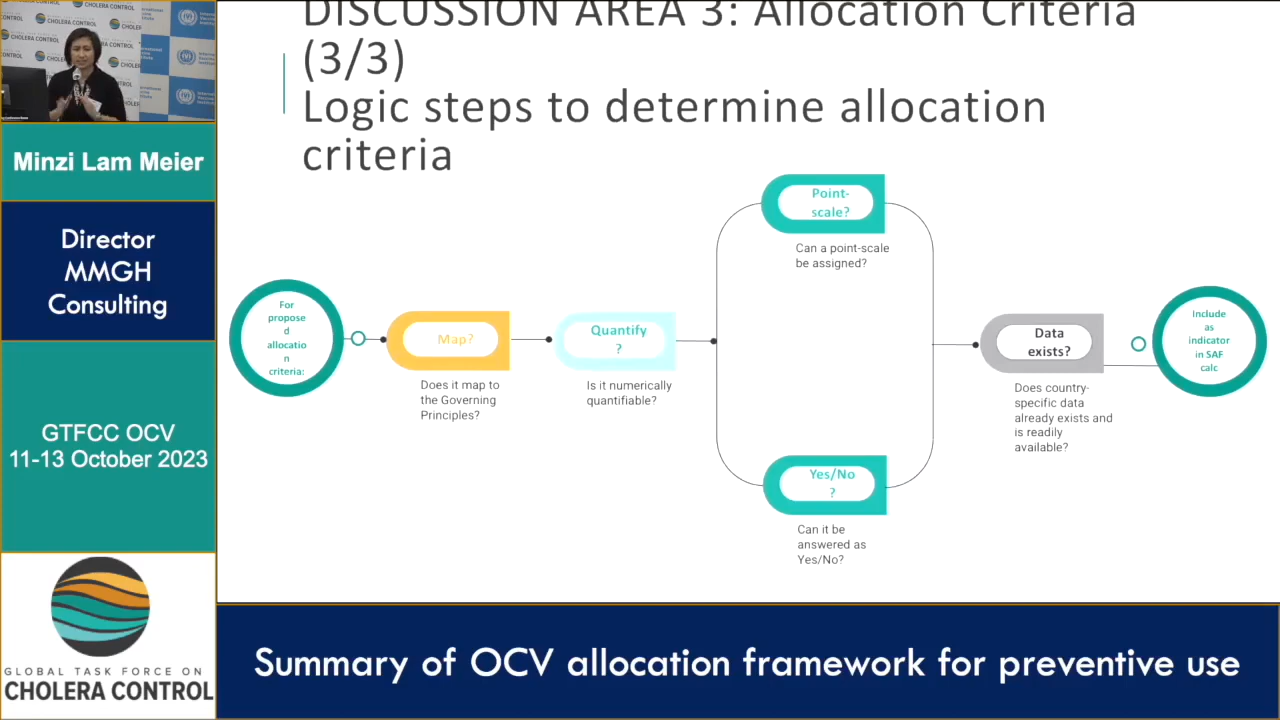 DISCUSSION AREA 3: Allocation Criteria
(3/3)
Logic steps to determine allocation
criteria
CHOLERA CONTROL
Minzi Lam Meier
Director
MMGH
Consulting
GTFCC OCV
11-13 October 2023
GLOBAL TASK FORCE ON
CHOLERA CONTROL
For
propose
d
allocatio
n
criteria:
Map?
Does it map to
the Governing
Principles?
Quantify
?
Is it numerically
quantifiable?
Point-
scale?
Can a point-scale
be assigned?
Yes/No
?
Can it be
answered as
Yes/No?
Data
exists?
Does country-
specific data
already exists and
is readily
available?
Include
as
indicator
in SAF
calc
Summary of OCV allocation framework for preventive use